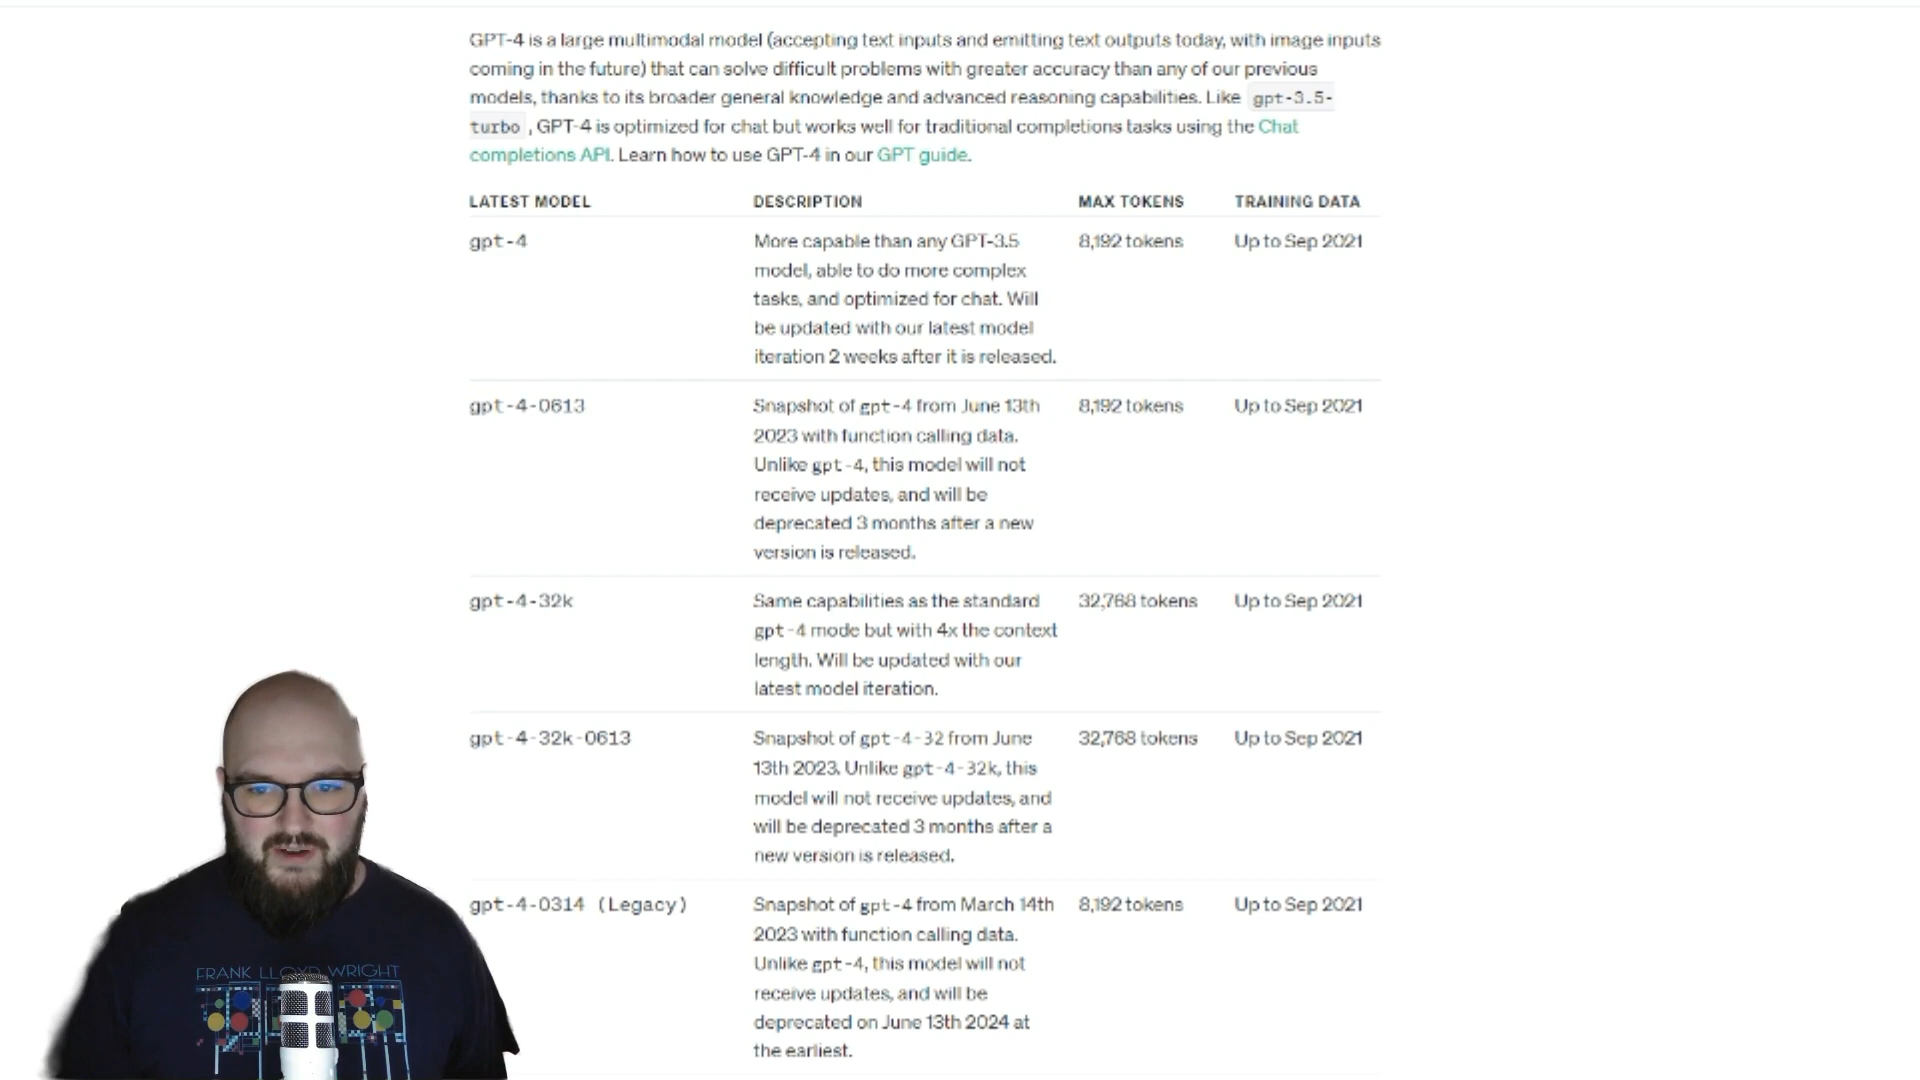 GPT-4 is a large multimodal model (accepting text inputs and emitting text outputs today, with image inputs
coming in the future) that can solve difficult problems with greater accuracy than any of our previous
models, thanks to its broader general knowledge and advanced reasoning capabilities. Like gpt-3.5-
turbo , GPT-4 is optimized for chat but works well for traditional completions tasks using the Chat
completions API. Learn how to use GPT-4 in our GPT guide.
LATEST MODEL DESCRIPTION MAX TOKENS TRAINING DATA
gpt-4 More capable than any GPT-3.5 8,192 tokens Up to Sep 2021
model, able to do more complex
tasks, and optimized for chat. Will
be updated with our latest model
iteration 2 weeks after it is released.
gpt-4-0613 Snapshot of gpt-4 from June 13th 8,192 tokens Up to Sep 2021
2023 with function calling data.
Unlike gpt-4, this model will not
receive updates, and will be
deprecated 3 months after a new
version is released.
gpt-4-32k Same capabilities as the standard 32,768 tokens Up to Sep 2021
gpt-4 mode but with 4x the context
length. Will be updated with our
latest model iteration.
gpt-4-32k-0613 Snapshot of gpt-4-32 from June 32,768 tokens Up to Sep 2021
13th 2023. Unlike gpt-4-32k, this
model will not receive updates, and
will be deprecated 3 months after a
new version is released.
gpt-4-0314 (Legacy) Snapshot of gpt-4 from March 14th 8,192 tokens Up to Sep 2021
2023 with function calling data.
Unlike gpt-4, this model will not
receive updates, and will be
deprecated on June 13th 2024 at
the earliest.
FRANK LLOYD WRIGHT